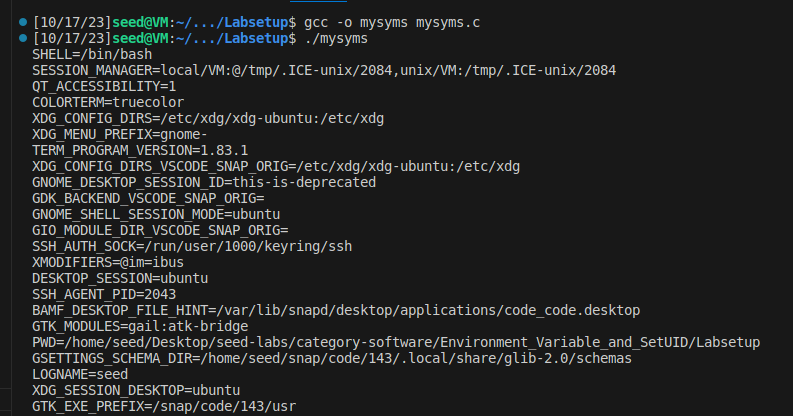 [10/17/23]seed@VM:~/.../Labsetup$ gcc -o mysyms mysyms.c
[10/17/23]seed@VM:~/.../Labsetup$ ./mysyms
SHELL=/bin/bash
SESSION_MANAGER=local/VM:@/tmp/.ICE-unix/2084,unix/VM:/tmp/.ICE-unix/2084
QT_ACCESSIBILITY=1
COLORTERM=truecolor
XDG_CONFIG_DIRS=/etc/xdg/xdg-ubuntu:/etc/xdg
XDG_MENU_PREFIX=gnome-
TERM_PROGRAM_VERSION=1.83.1
XDG_CONFIG_DIRS_VSCODE_SNAP_ORIG=/etc/xdg/xdg-ubuntu:/etc/xdg
GNOME_DESKTOP_SESSION_ID=this-is-deprecated
GDK_BACKEND_VSCODE_SNAP_ORIG=
GNOME_SHELL_SESSION_MODE=ubuntu
GIO_MODULE_DIR_VSCODE_SNAP_ORIG=
SSH_AUTH_SOCK=/run/user/1000/keyring/ssh
XMODIFIERS=@im=ibus
DESKTOP_SESSION=ubuntu
SSH_AGENT_PID=2043
BAMF_DESKTOP_FILE_HINT=/var/lib/snapd/desktop/applications/code_code.desktop
GTK_MODULES=gail:atk-bridge
PWD=/home/seed/Desktop/seed-labs/category-software/Environment_Variable_and_SetUID/Labsetup
GSETTINGS_SCHEMA_DIR=/home/seed/snap/code/143/.local/share/glib-2.0/schemas
LOGNAME=seed
XDG_SESSION_DESKTOP=ubuntu
GTK_EXE_PREFIX=/snap/code/143/usr